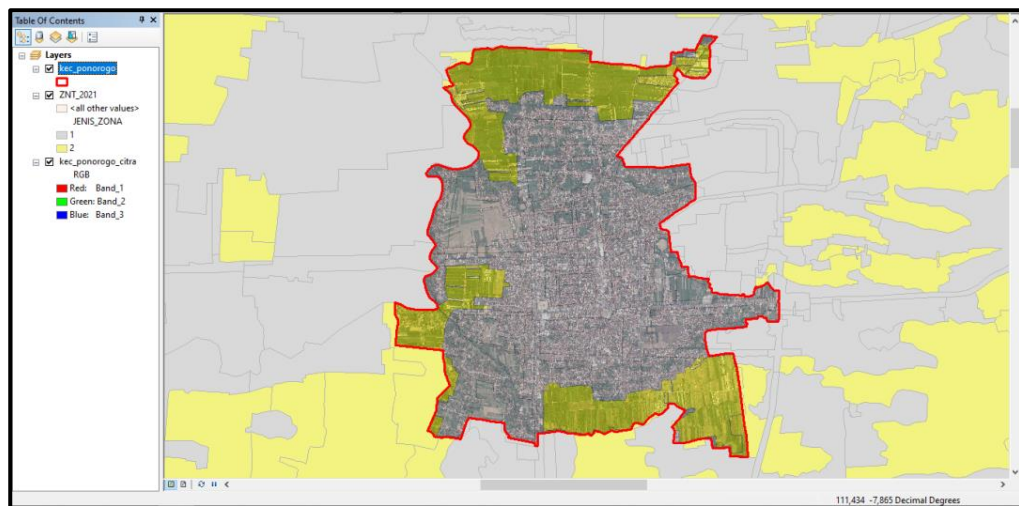 Table Of Contents
Layers
kec_ponorogo
ZNT_2021
<all other values>
JENIS_ZONA
1
2
kec_ponorogo_citra
RGB
Red: Band_1
Green: Band_2
Blue: Band_3
111,434 -7,865 Decimal Degrees